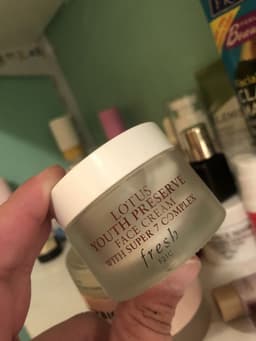 LOTUS
YOUTH PRESERVE
FACE CREAM
WITH SUPER 7 COMPLEX
fresh